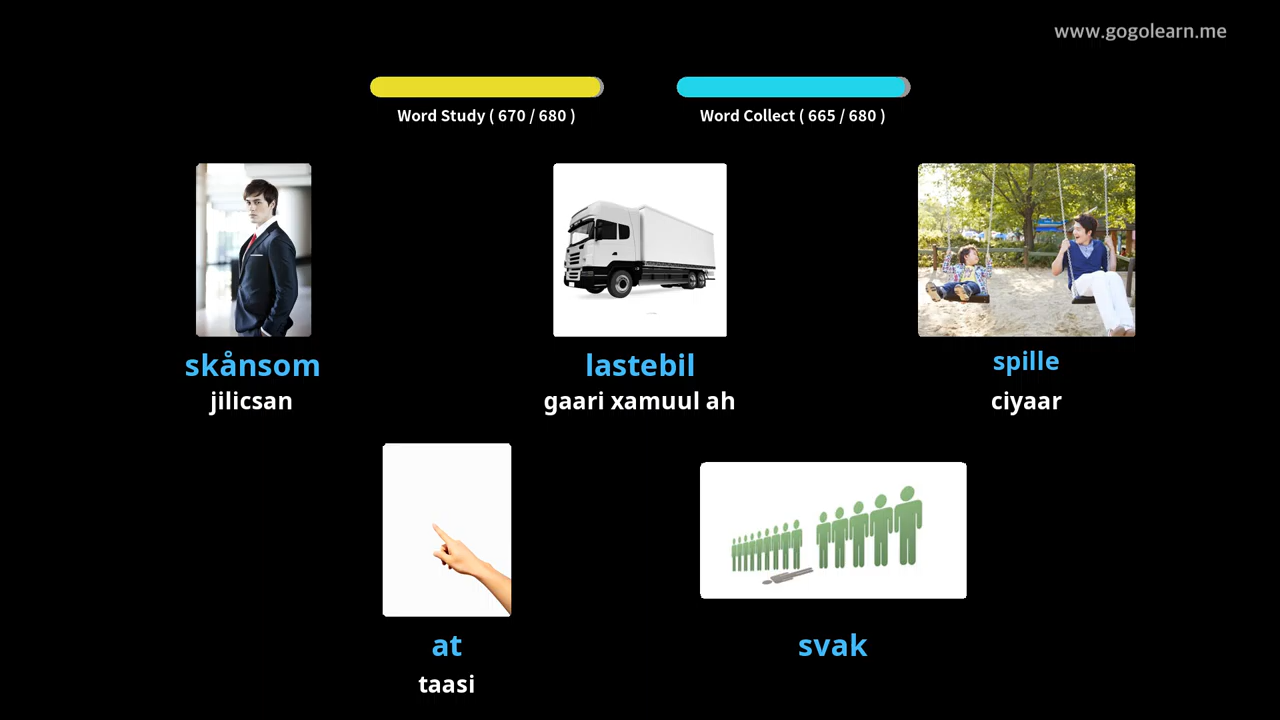 www.gogolearn.me
Word Study ( 670 / 680 )
Word Collect ( 665 / 680 )
skånsom
jilicsan
lastebil
gaari xamuul ah
spille
ciyaar
at
taasi
svak